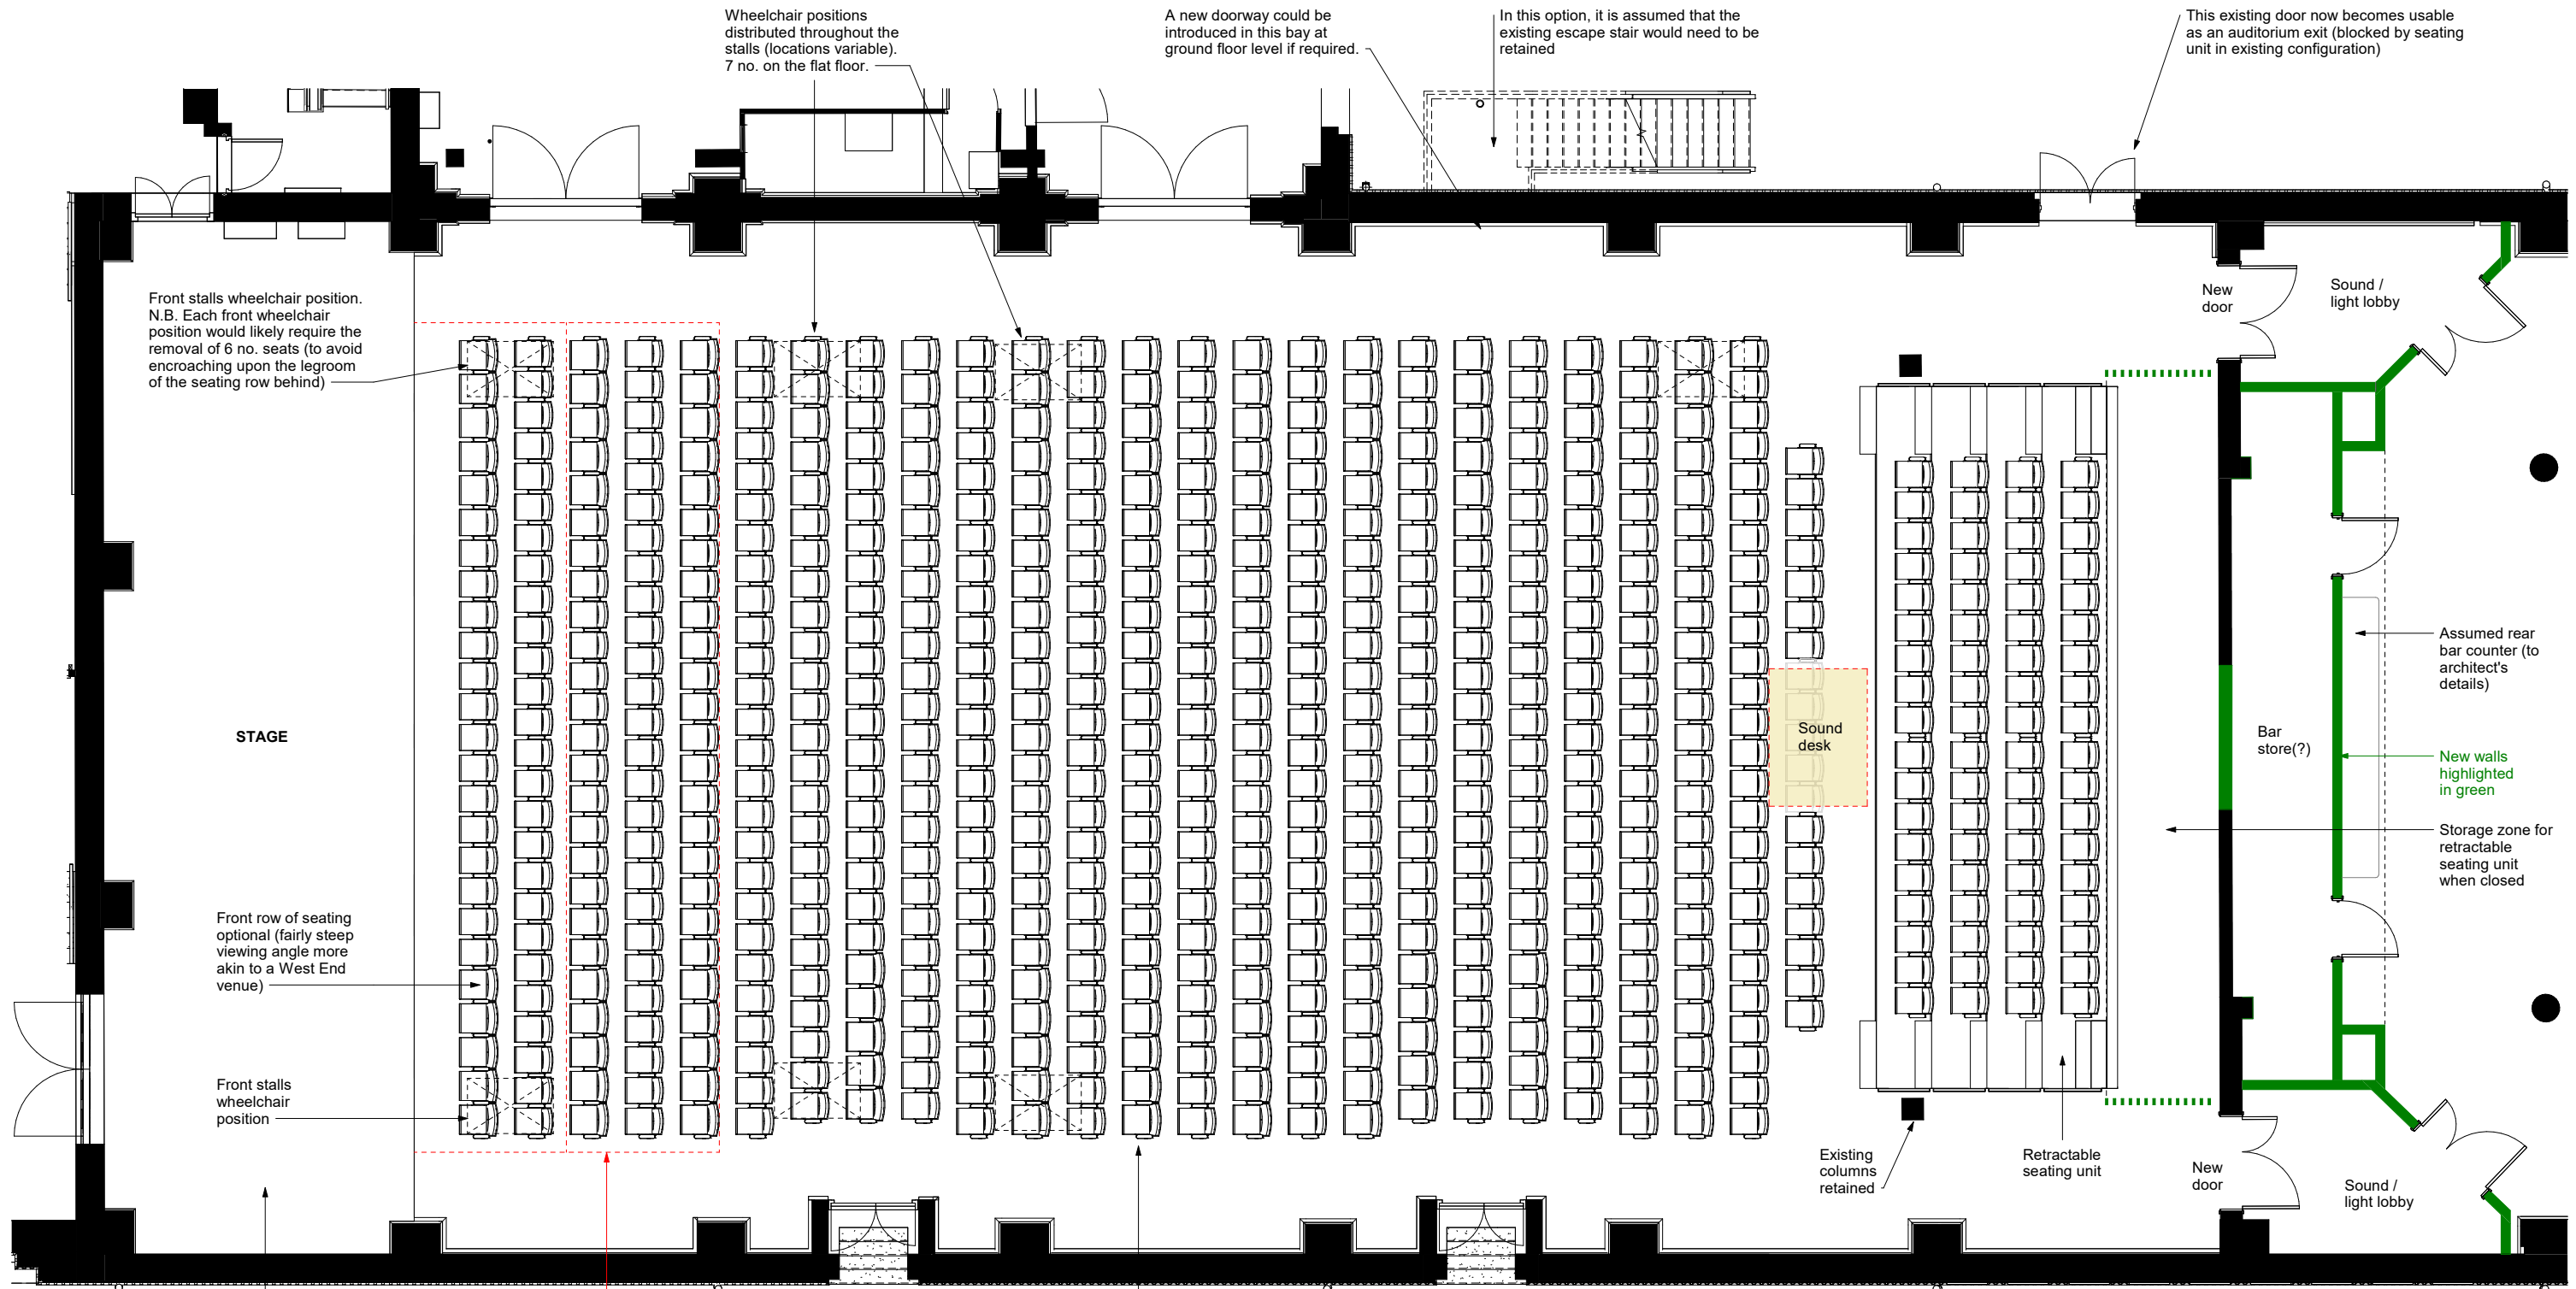 Wheelchair positions
distributed throughout the
stalls (locations variable).
7 no. on the flat floor.
A new doorway could be
introduced in this bay at
ground floor level if required.
In this option, it is assumed that the
existing escape stair would need to be
retained
This existing door now becomes usable
as an auditorium exit (blocked by seating
unit in existing configuration)
Front stalls wheelchair position.
N.B. Each front wheelchair
position would likely require the
removal of 6 no. seats (to avoid
encroaching upon the legroom
of the seating row behind)
New
door
Sound /
light lobby
Assumed rear
bar counter (to
architect's
details)
STAGE
Sound
desk
Bar
store(?)
New walls
highlighted
in green
Storage zone for
retractable
seating unit
when closed
Front row of seating
optional (fairly steep
viewing angle more
akin to a West End
venue)
Front stalls
wheelchair
position
Existing
columns
retained
Retractable
seating unit
New
door
Sound /
light lobby